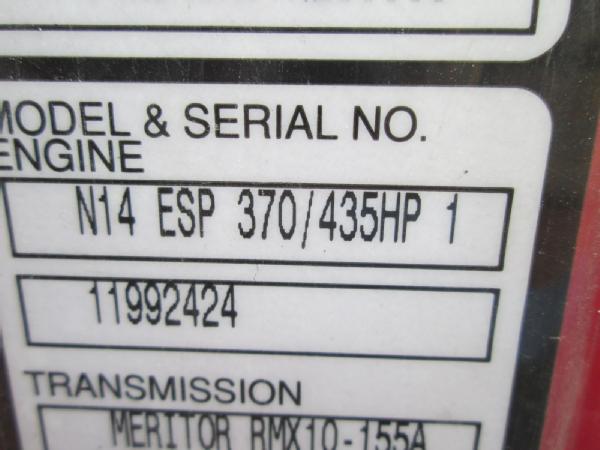 MODEL & SERIAL NO.
ENGINE
N14 ESP 370/435HP 1
11992424
TRANSMISSION
MERITOR RMX10-155A